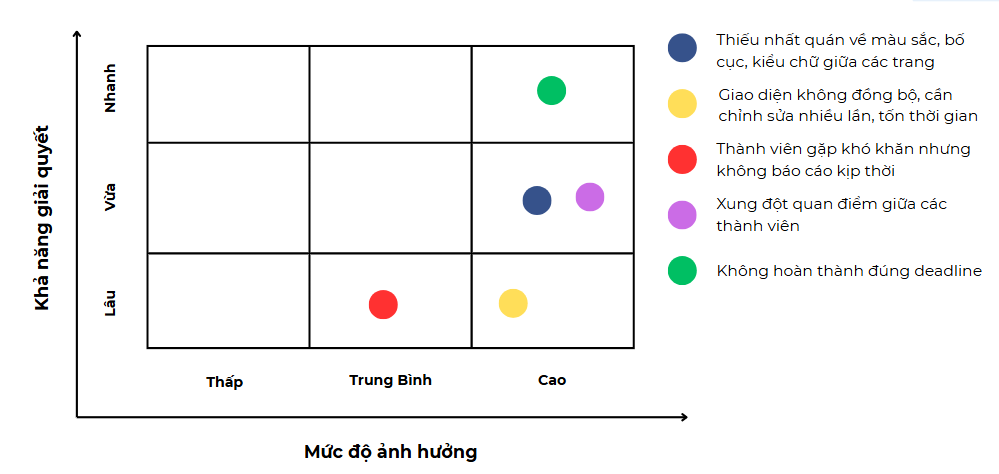 Khả năng giải quyết
Nhanh
Vừa
Lâu
Thấp
Trung Bình
Cao
Mức độ ảnh hưởng
Thiếu nhất quán về màu sắc, bố
cục, kiểu chữ giữa các trang
Giao diện không đồng bộ, cần
chỉnh sửa nhiều lần, tốn thời gian
Thành viên gặp khó khăn nhưng
không báo cáo kịp thời
Xung đột quan điểm giữa các
thành viên
Không hoàn thành đúng deadline